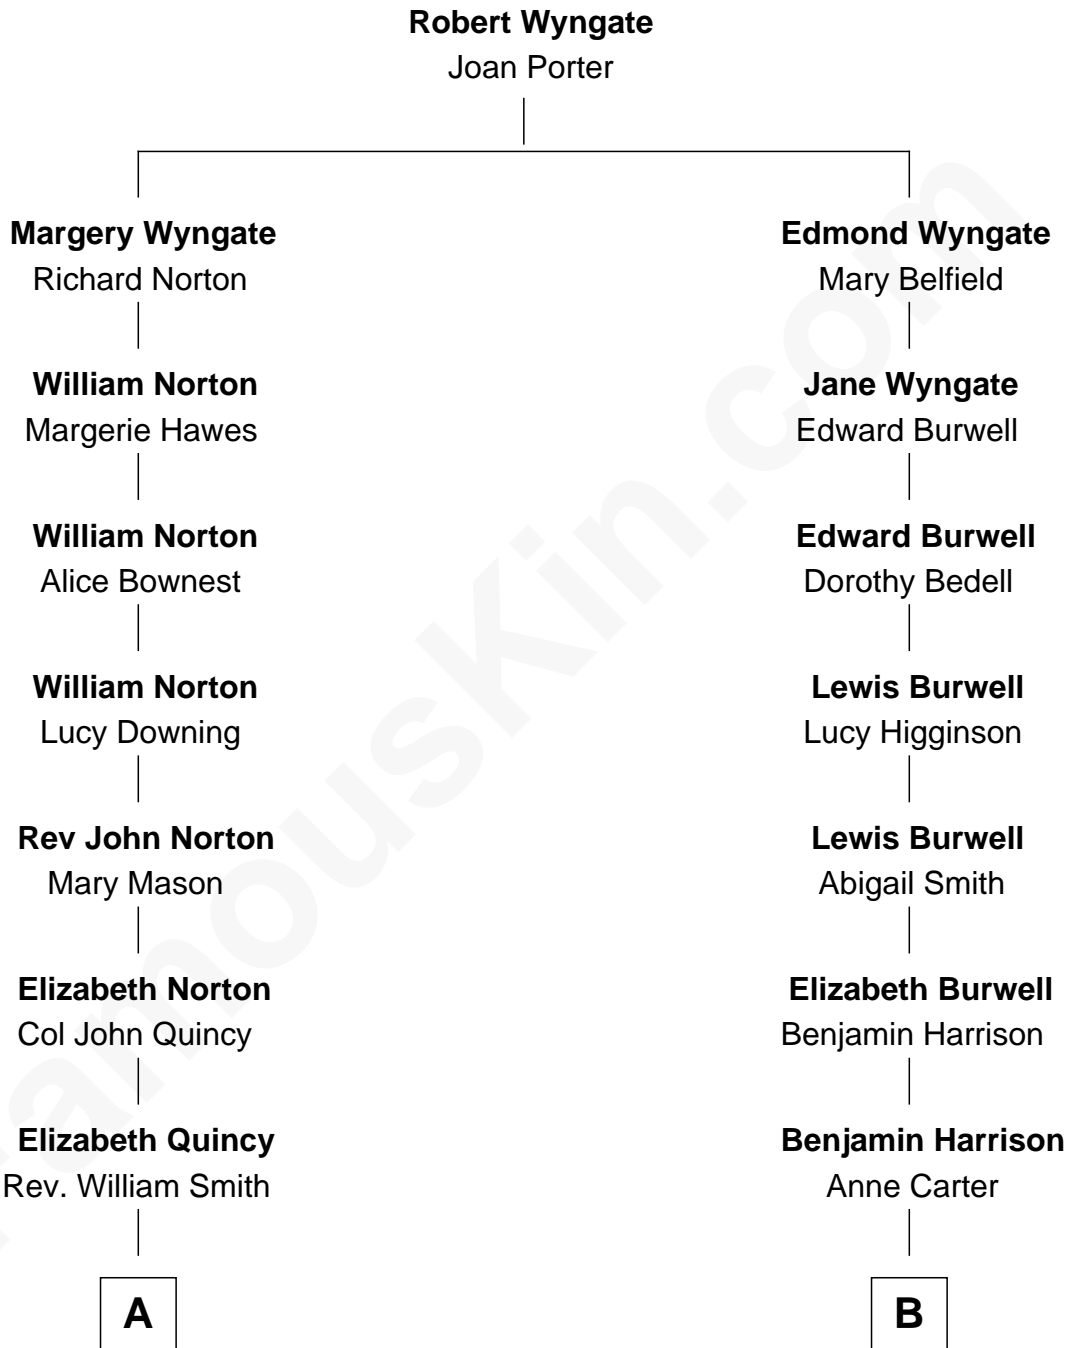 Robert Wyngate
Joan Porter
Margery Wyngate
Richard Norton
Edmond Wyngate
Mary Belfield
William Norton
Margerie Hawes
Jane Wyngate
Edward Burwell
William Norton
Alice Bownest
Edward Burwell
Dorothy Bedell
William Norton
Lucy Downing
Lewis Burwell
Lucy Higginson
Rev John Norton
Mary Mason
Lewis Burwell
Abigail Smith
Elizabeth Norton
Col John Quincy
Elizabeth Burwell
Benjamin Harrison
Elizabeth Quincy
Rev. William Smith
Benjamin Harrison
Anne Carter
A
B
FamousKin.com